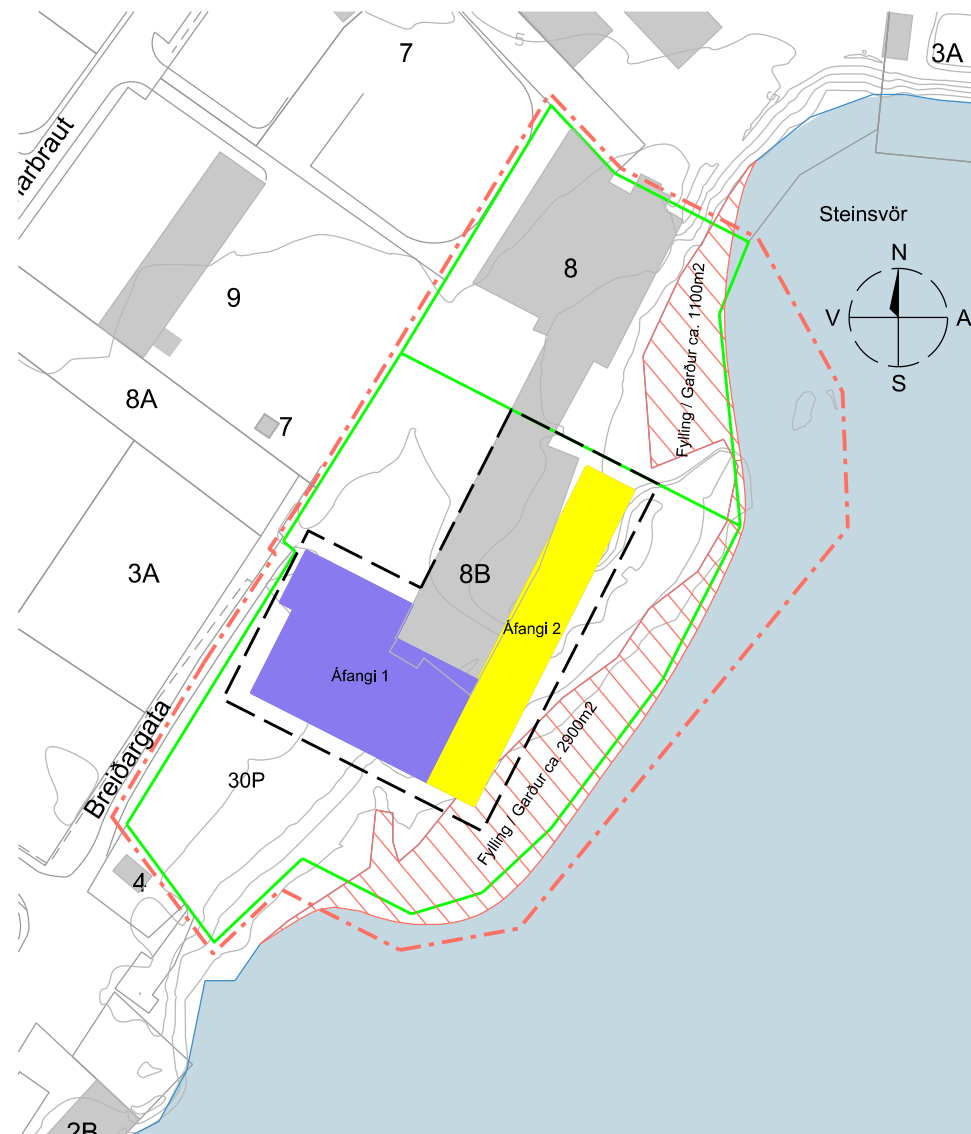 7
3A
5
5
Steinsvör
N
V
A
S
8
9
Fylling / Garður ca. 1100m2
8A
7
3A
8B
Áfangi 2
Áfangi 1
Breiðargata
30P
Fylling / Garður ca. 2900m2
4
2B